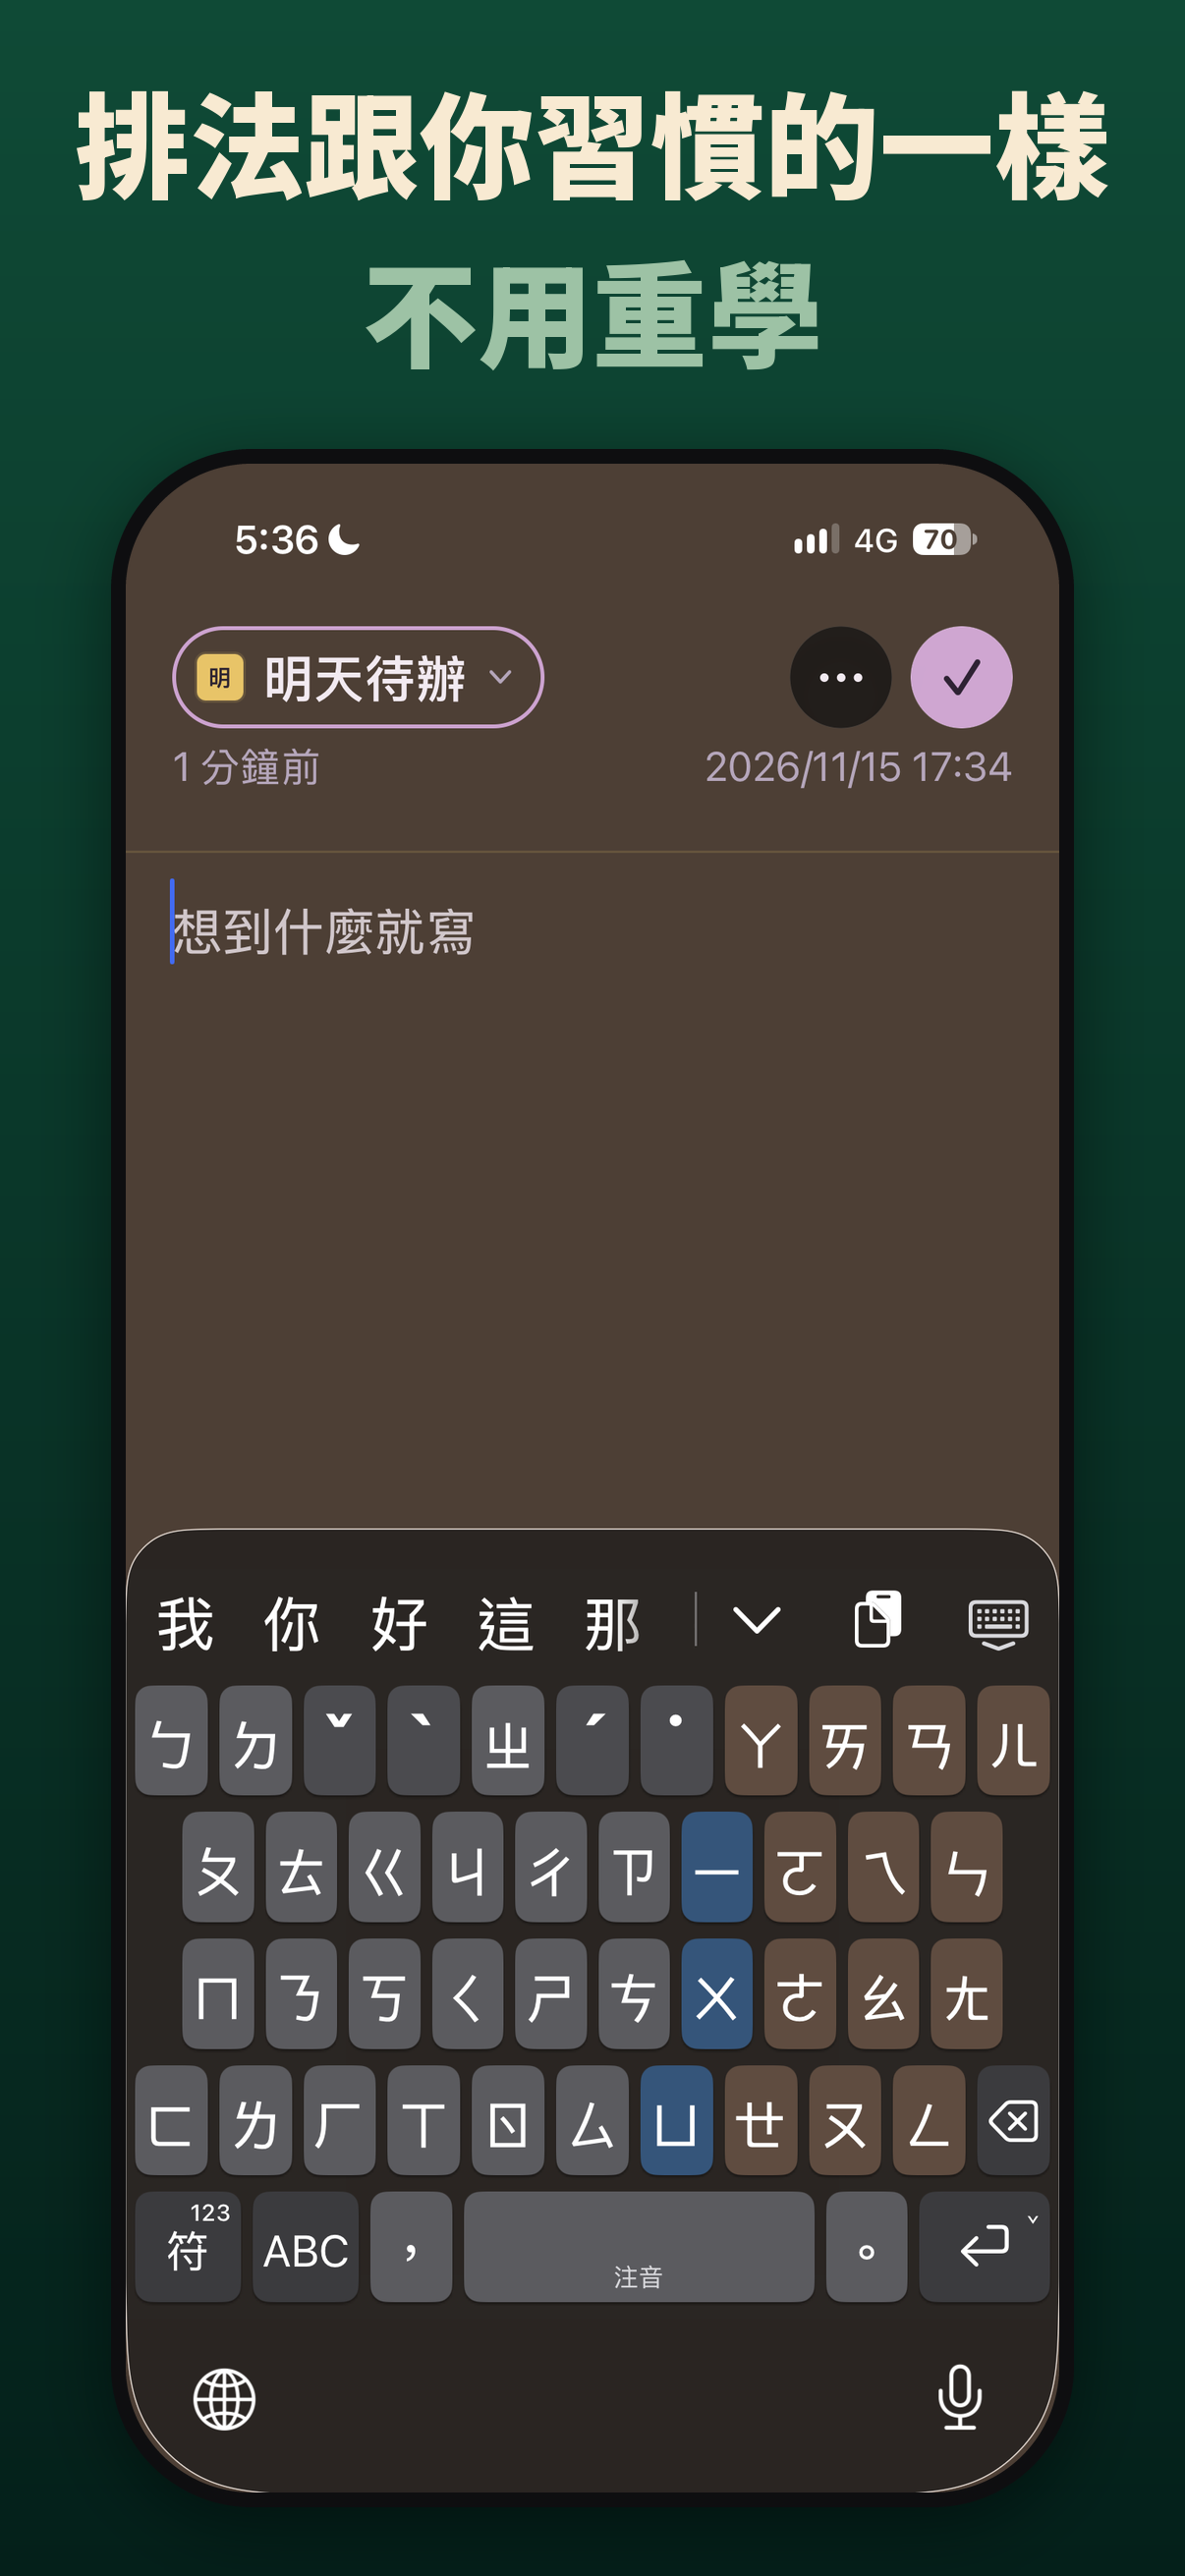 排法跟你習慣的一樣
不用重學
5:36 4G 70
明 明天待辦
1 分鐘前 2026/11/15 17:34
想到什麼就寫
我 你 好 這 那
ㄅ ㄉ ˇ ˋ ㄓ ˊ ˙ ㄚ ㄞ ㄢ ㄦ
ㄆ ㄊ ㄍ ㄐ ㄔ ㄗ ㄧ ㄛ ㄟ ㄣ
ㄇ ㄋ ㄎ ㄑ ㄕ ㄘ ㄨ ㄜ ㄠ ㄤ
ㄈ ㄌ ㄏ ㄒ ㄖ ㄙ ㄩ ㄝ ㄡ ㄥ
123
符 ABC , 注音 。